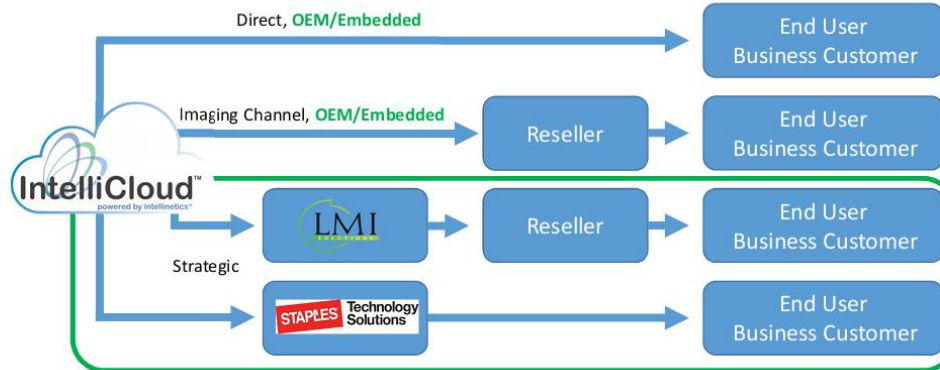 Direct, OEM/Embedded
End User
Business Customer
Imaging Channel, OEM/Embedded
Reseller
End User
Business Customer
IntelliCloud™
powered by intellinetics™
LMI
SOLUTIONS
Reseller
End User
Business Customer
Strategic
STAPLES Technology
Solutions
End User
Business Customer